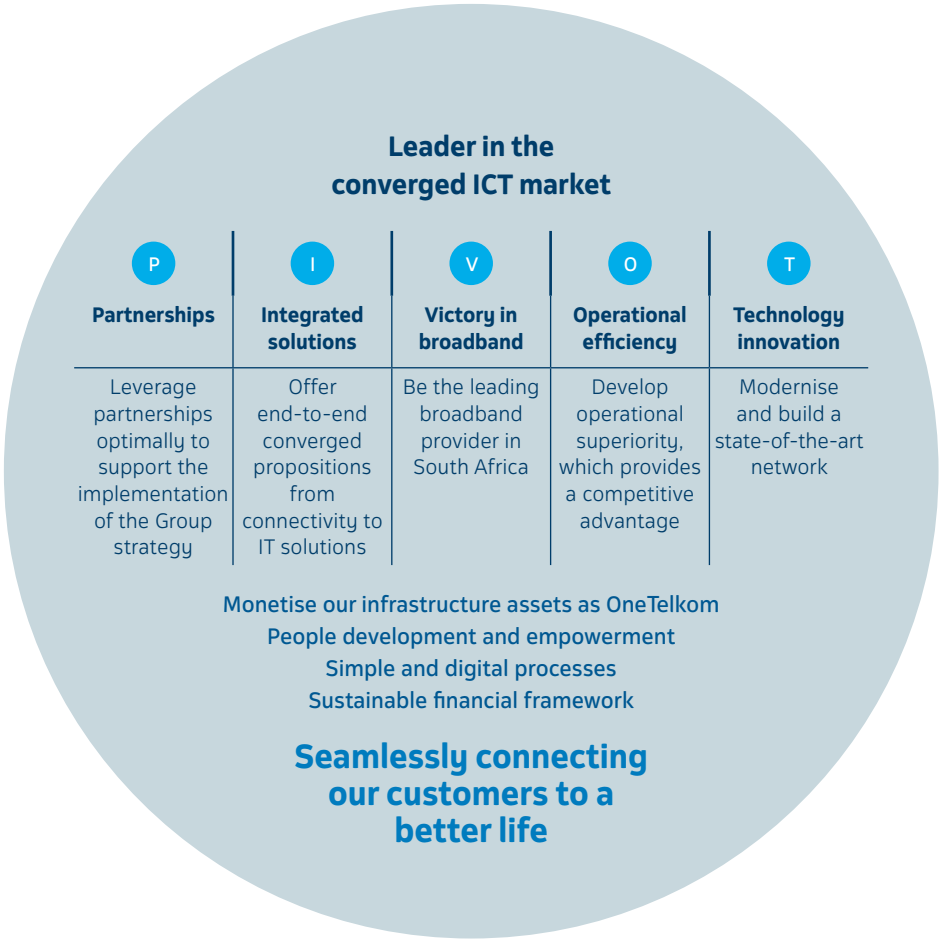 Leader in the
converged ICT market
P
Partnerships
Leverage
partnerships
optimally to
support the
implementation
of the Group
strategy
I
Integrated
solutions
Offer
end-to-end
converged
propositions
from
connectivity to
IT solutions
V
Victory in
broadband
Be the leading
broadband
provider in
South Africa
O
Operational
efficiency
Develop
operational
superiority,
which provides
a competitive
advantage
T
Technology
innovation
Modernise
and build a
state-of-the-art
network
Monetise our infrastructure assets as OneTelkom
People development and empowerment
Simple and digital processes
Sustainable financial framework
Seamlessly connecting
our customers to a
better life